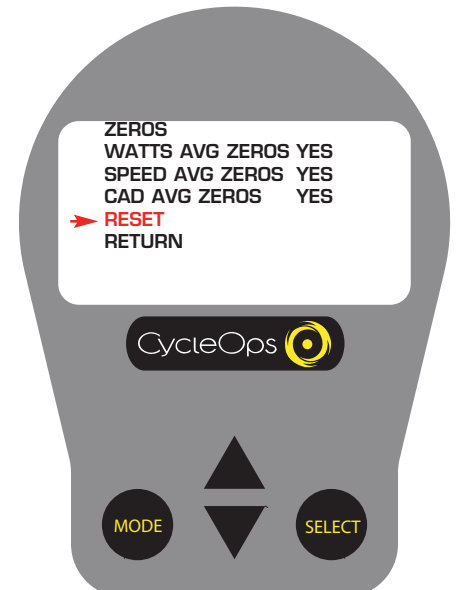 ZEROS
WATTS AVG ZEROS YES
SPEED AVG ZEROS YES
CAD AVG ZEROS YES
RESET
RETURN
CycleOps
MODE
SELECT